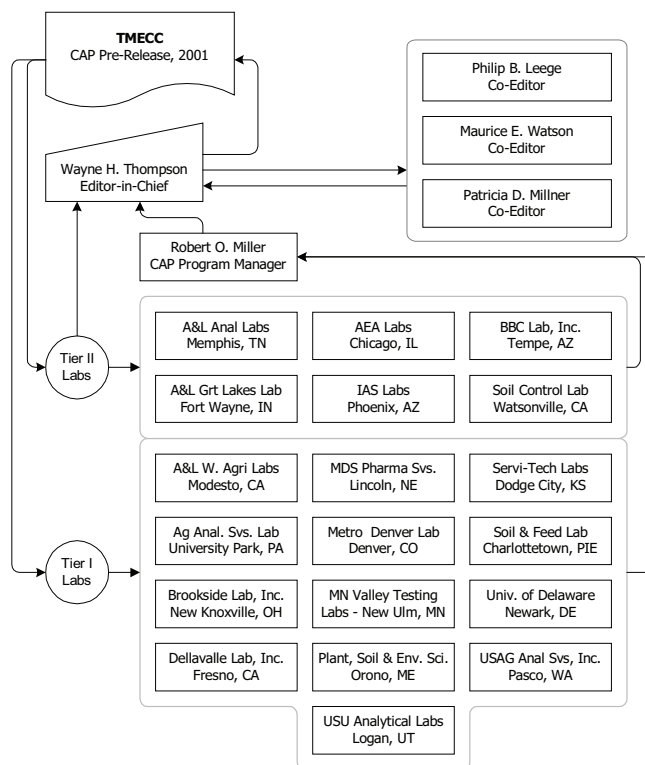 TMECC
CAP Pre-Release, 2001
Philip B. Leege
Co-Editor
Maurice E. Watson
Co-Editor
Patricia D. Millner
Co-Editor
Wayne H. Thompson
Editor-in-Chief
Robert O. Miller
CAP Program Manager
Tier II
Labs
A&L Anal Labs
Memphis, TN
AEA Labs
Chicago, IL
BBC Lab, Inc.
Tempe, AZ
A&L Grt Lakes Lab
Fort Wayne, IN
IAS Labs
Phoenix, AZ
Soil Control Lab
Watsonville, CA
Tier I
Labs
A&L W. Agri Labs
Modesto, CA
MDS Pharma Svs.
Lincoln, NE
Servi-Tech Labs
Dodge City, KS
Ag Anal. Svs. Lab
University Park, PA
Metro Denver Lab
Denver, CO
Soil & Feed Lab
Charlottetown, PIE
Brookside Lab, Inc.
New Knoxville, OH
MN Valley Testing
Labs - New Ulm, MN
Univ. of Delaware
Newark, DE
Dellavalle Lab, Inc.
Fresno, CA
Plant, Soil & Env. Sci.
Orono, ME
USAG Anal Svs, Inc.
Pasco, WA
USU Analytical Labs
Logan, UT